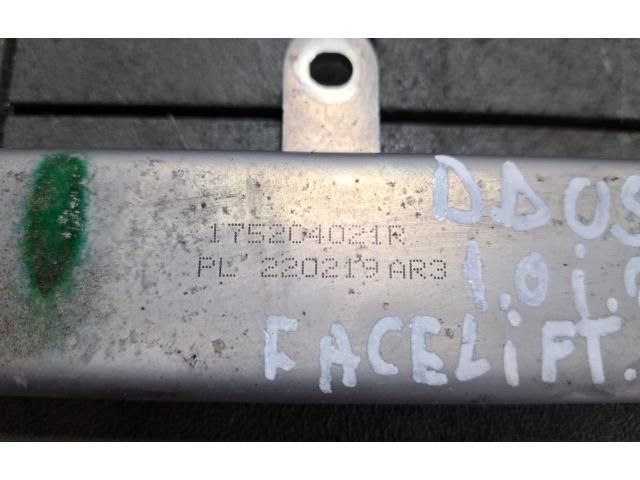 175204021R
PL 220219 AR3
DDOS
1.0i.
FACELiFT.